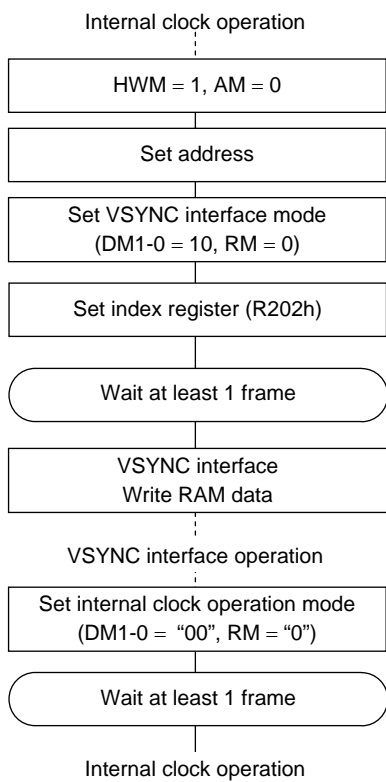 Internal clock operation
HWM = 1, AM = 0
Set address
Set VSYNC interface mode
(DM1-0 = 10, RM = 0)
Set index register (R202h)
Wait at least 1 frame
VSYNC interface
Write RAM data
VSYNC interface operation
Set internal clock operation mode
(DM1-0 = “00”, RM = “0”)
Wait at least 1 frame
Internal clock operation